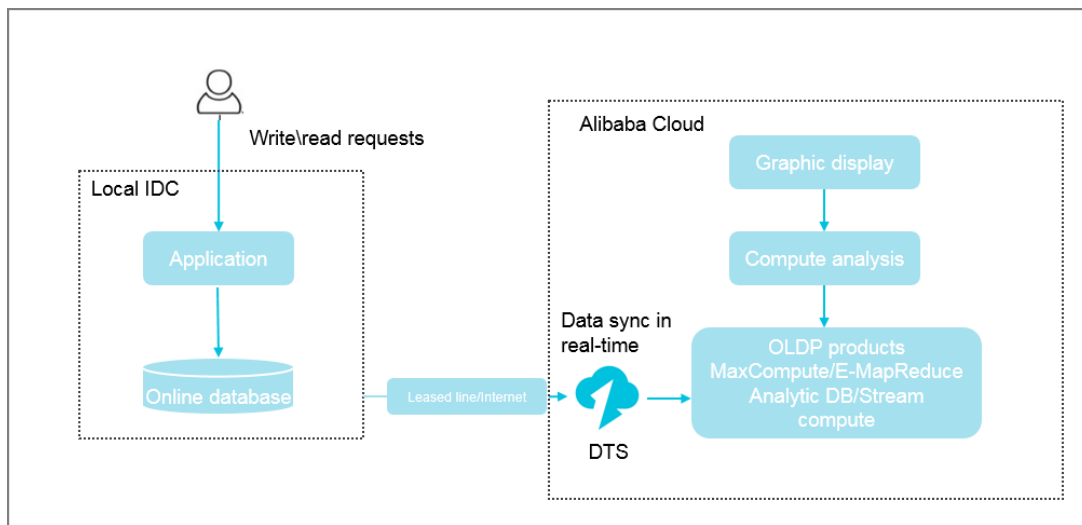 Write\read requests
Local IDC
Application
Online database
Leased line/Internet
Alibaba Cloud
Graphic display
Compute analysis
Data sync in
real-time
DTS
OLDP products
MaxCompute/E-MapReduce
Analytic DB/Stream
compute